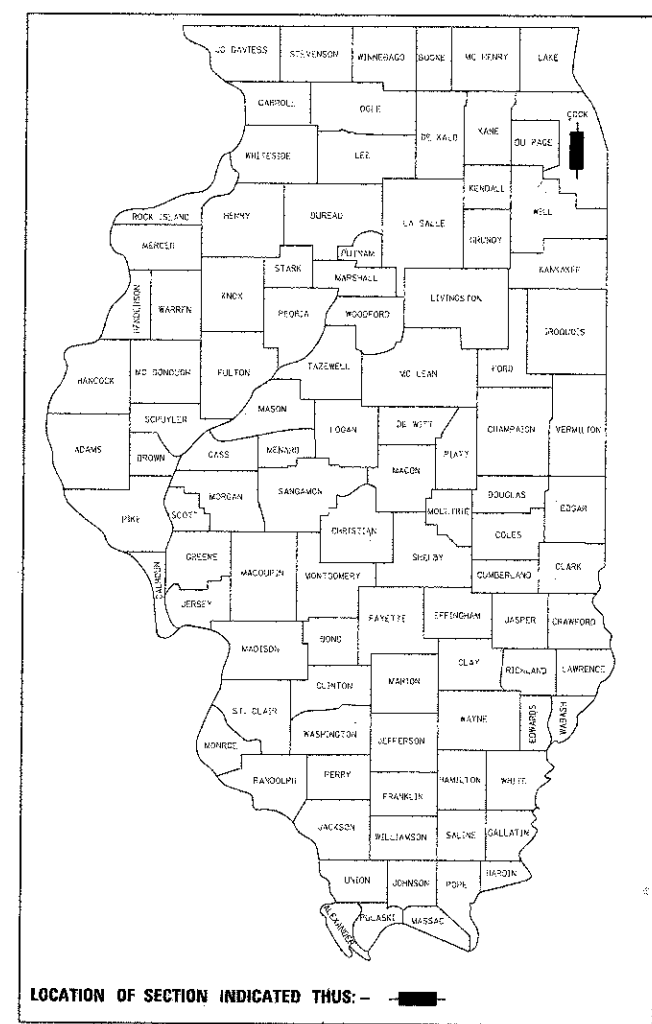 JO DAVIESS STEVENSON WINNEBAGO BOONE MC HENRY LAKE
CARROLL OGLE DE KALB KANE COOK
DU PAGE
WHITESIDE LEE
KENDALL WILL
ROCK ISLAND HENRY BUREAU LA SALLE GRUNDY
MERCER PUTNAM KANKAKEE
STARK MARSHALL
HENDERSON WARREN KNOX PEORIA WOODFORD LIVINGSTON IROQUOIS
HANCOCK MC DONOUGH FULTON TAZEWELL MC LEAN FORD
MASON
SCHUYLER LOGAN DE WITT CHAMPAIGN VERMILION
ADAMS BROWN CASS MENARD MACON PIATT
MORGAN SANGAMON DOUGLAS EDGAR
PIKE SCOTT CHRISTIAN MOULTRIE COLES
GREENE MACOUPIN MONTGOMERY SHELBY CUMBERLAND CLARK
CALHOUN JERSEY
FAYETTE EFFINGHAM JASPER CRAWFORD
MADISON BOND CLAY RICHLAND LAWRENCE
CLINTON MARION
ST. CLAIR WAYNE EDWARDS WABASH
MONROE WASHINGTON JEFFERSON
RANDOLPH PERRY HAMILTON WHITE
FRANKLIN
JACKSON WILLIAMSON SALINE GALLATIN
UNION JOHNSON POPE HARDIN
ALEXANDER PULASKI MASSAC
LOCATION OF SECTION INDICATED THUS: -